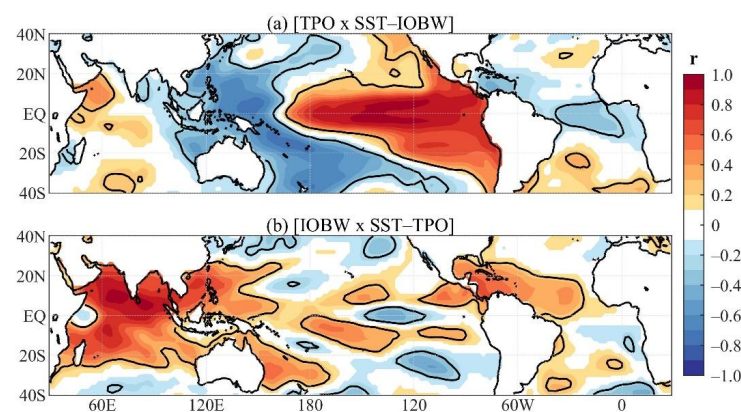 (a) [TPO x SST–IOBW]
40N
20N
EQ
20S
40S
(b) [IOBW x SST–TPO]
40N
20N
EQ
20S
40S
60E 120E 180 120 60W 0
r
1.0
0.8
0.6
0.4
0.2
0
–0.2
–0.4
–0.6
–0.8
–1.0